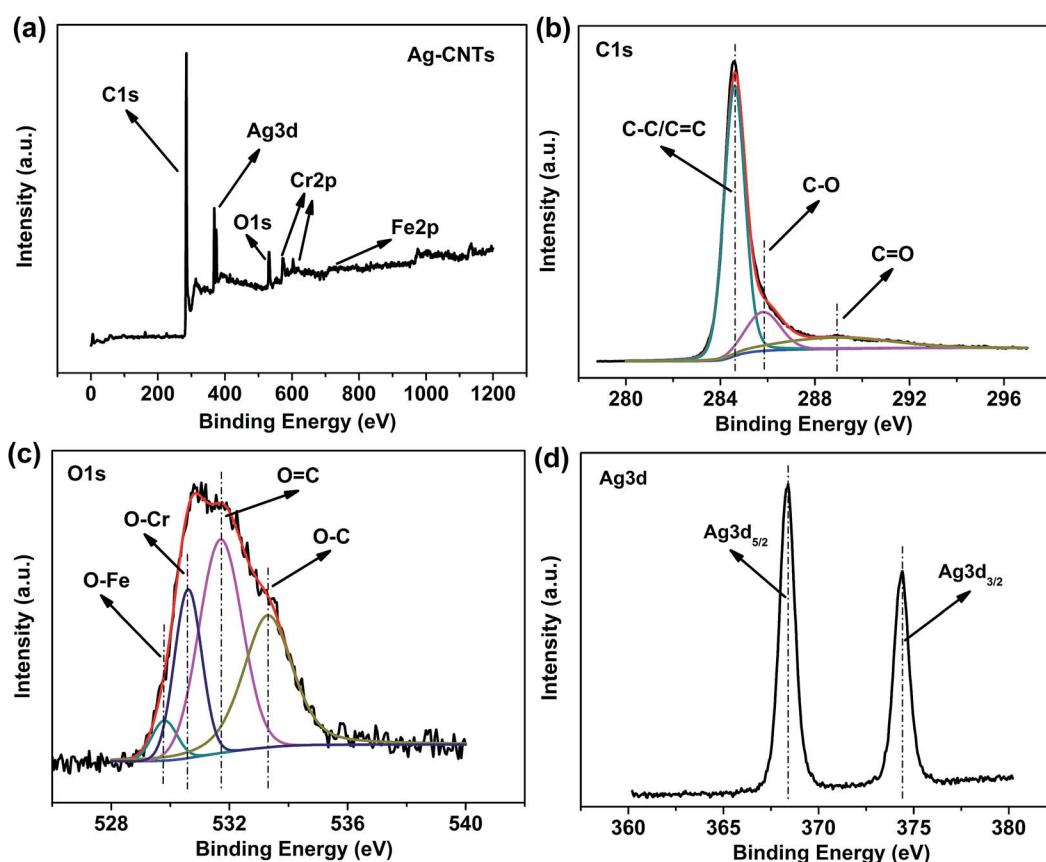 (a)
Ag-CNTs
C1s
Ag3d
Cr2p
O1s
Fe2p
Intensity (a.u.)
0 200 400 600 800 1000 1200
Binding Energy (eV)
(b)
C1s
C-C/C=C
C-O
C=O
Intensity (a.u.)
280 284 288 292 296
Binding Energy (eV)
(c)
O1s
O=C
O-Cr
O-C
O-Fe
Intensity (a.u.)
528 532 536 540
Binding Energy (eV)
(d)
Ag3d
Ag3d5/2
Ag3d3/2
Intensity (a.u.)
360 365 370 375 380
Binding Energy (eV)